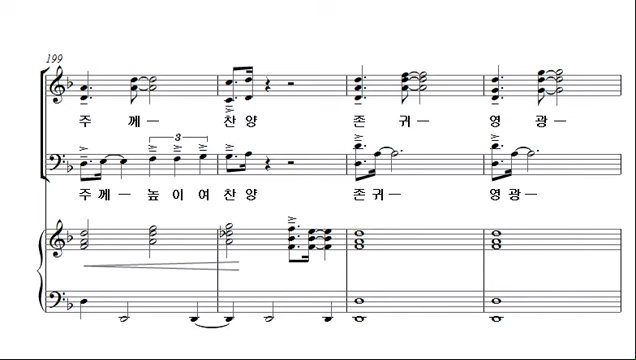 199
주 께 — 찬 양 존 귀 — 영 광 —
3
주 께 — 높 이 여 찬 양 존 귀 — 영 광 —